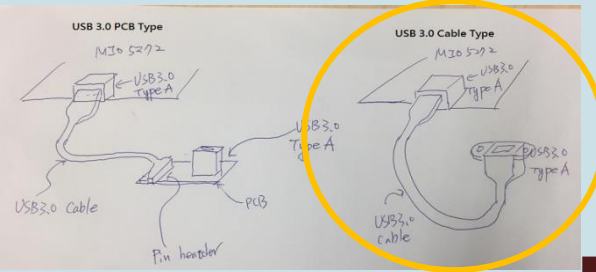 USB 3.0 PCB Type
MIO 5272
USB3.0
Type A
USB3.0
Type A
USB3.0 Cable
PCB
Pin header
USB 3.0 Cable Type
MIO 5272
USB3.0
Type A
USB3.0
Type A
USB3.0
Cable